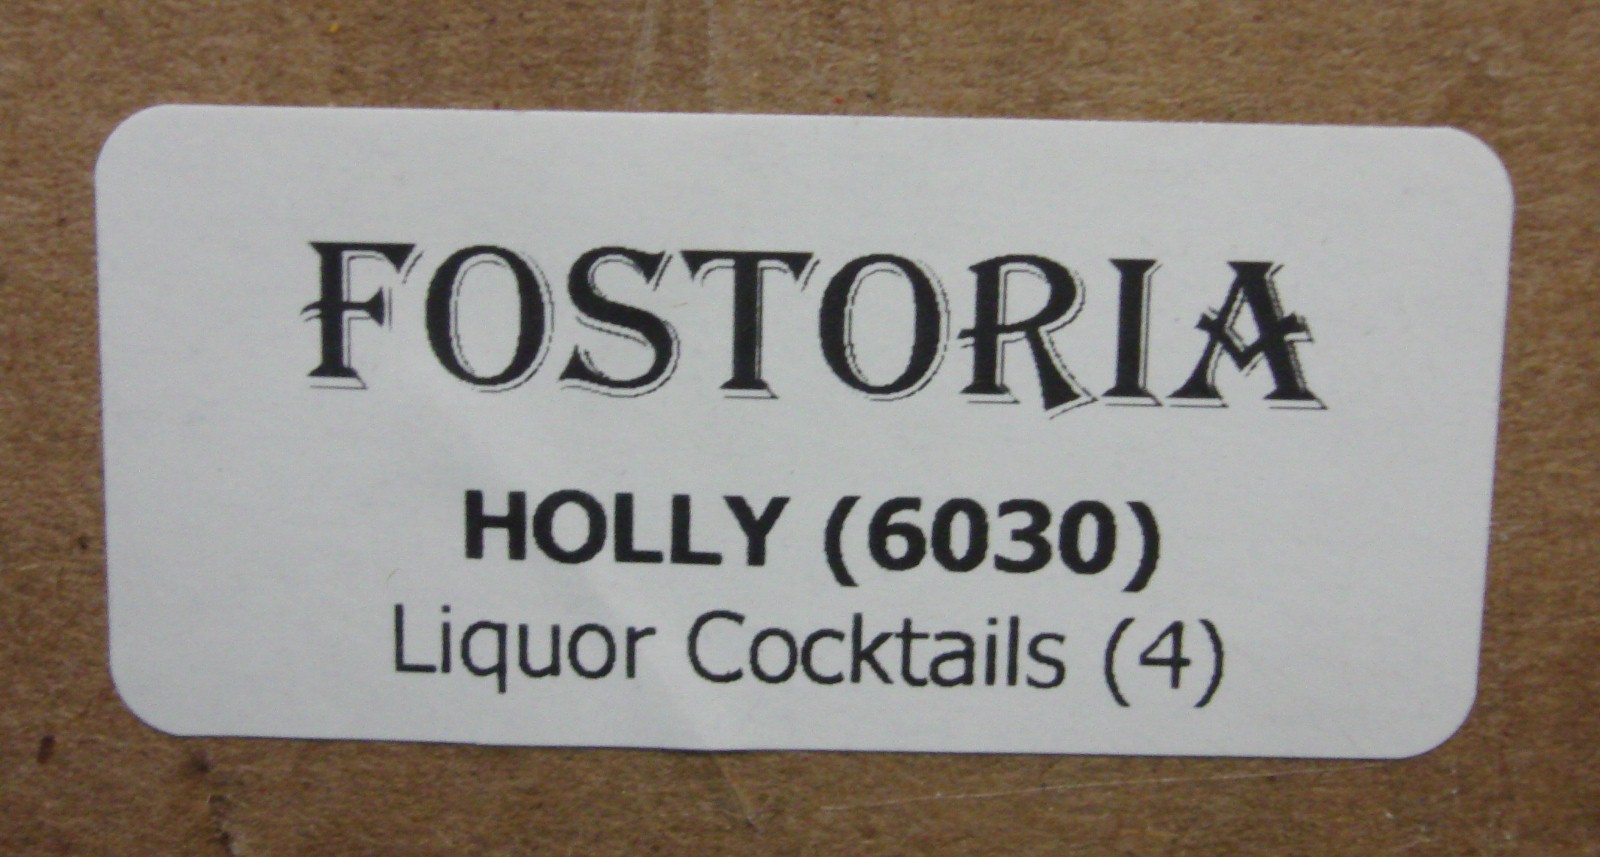 FOSTORIA
HOLLY (6030)
Liquor Cocktails (4)